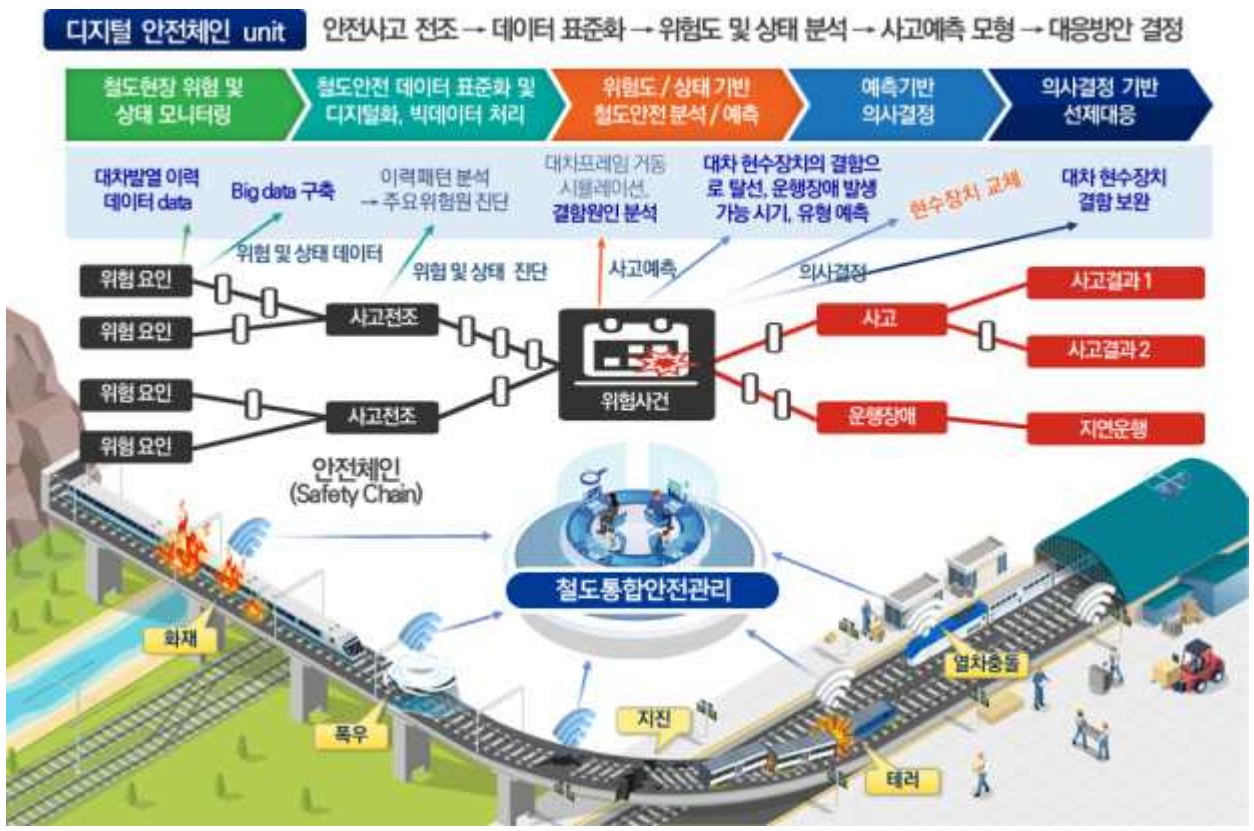 디지털 안전체인 unit
안전사고 전조 → 데이터 표준화 → 위험도 및 상태 분석 → 사고예측 모형 → 대응방안 결정
철도현장 위험 및
상태 모니터링
철도안전 데이터 표준화 및
디지털화, 빅데이터 처리
위험도 / 상태 기반
철도안전 분석 / 예측
예측기반
의사결정
의사결정 기반
선제대응
대차발열 이력
데이터 data
Big data 구축
이력패턴 분석
→ 주요위험원 진단
대차프레임 거동
시뮬레이션,
결함원인 분석
대차 현수장치의 결함으
로 탈선, 운행장애 발생
가능 시기, 유형 예측
현수장치 교체
대차 현수장치
결함 보완
위험 및 상태 데이터
위험 및 상태 진단
사고예측
의사결정
위험 요인
위험 요인
위험 요인
위험 요인
사고전조
사고전조
위험사건
사고
운행장애
사고결과 1
사고결과 2
지연운행
안전체인
(Safety Chain)
철도통합안전관리
화재
폭우
지진
테러
열차충돌